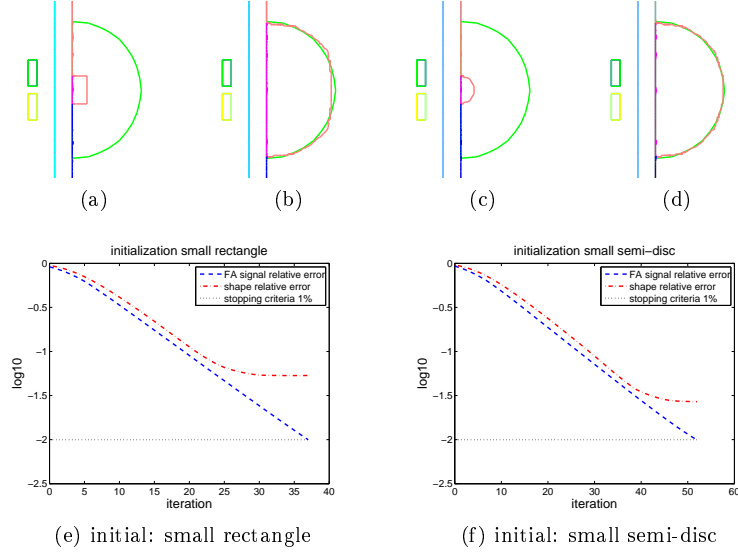 (a)
(b)
(c)
(d)
initialization small rectangle
0
−0.5
−1
−1.5
−2
−2.5
log10
FA signal relative error
shape relative error
stopping criteria 1%
0 5 10 15 20 25 30 35 40
iteration
(e) initial: small rectangle
initialization small semi−disc
0
−0.5
−1
−1.5
−2
−2.5
log10
FA signal relative error
shape relative error
stopping criteria 1%
0 10 20 30 40 50 60
iteration
(f) initial: small semi-disc